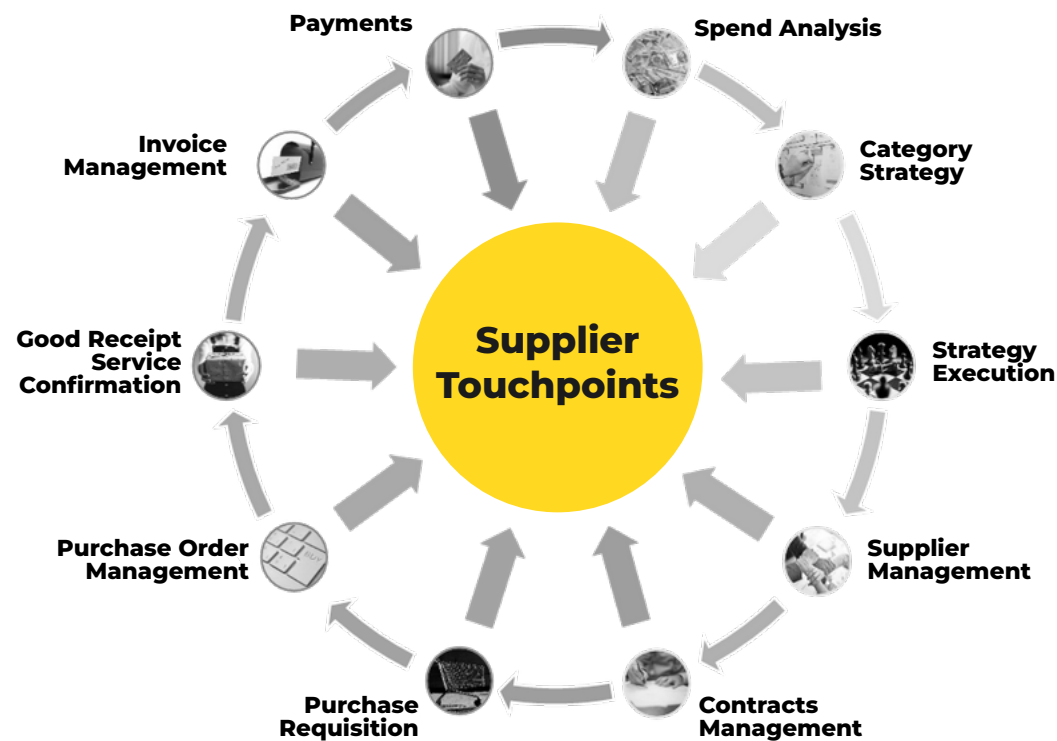 Payments
Spend Analysis
Category
Strategy
Strategy
Execution
Supplier
Management
Contracts
Management
Purchase
Requisition
Purchase Order
Management
Good Receipt
Service
Confirmation
Invoice
Management
Supplier
Touchpoints